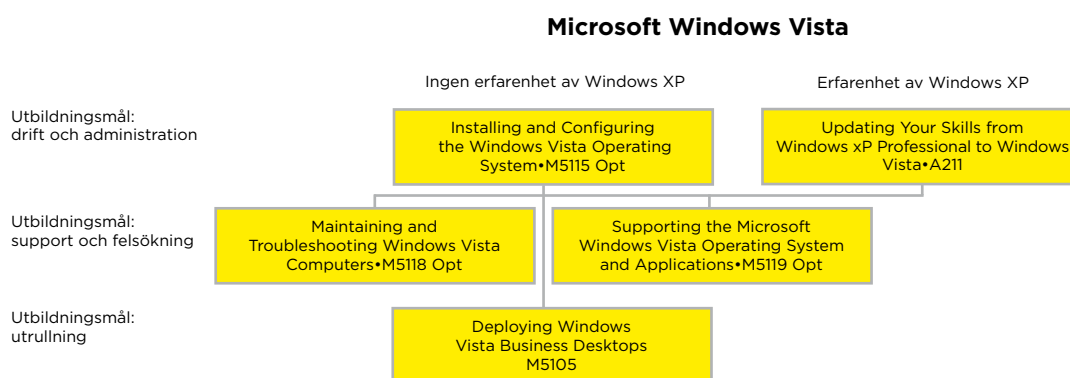 Microsoft Windows Vista
Ingen erfarenhet av Windows XP
Erfarenhet av Windows XP
Utbildningsmål:
drift och administration
Installing and Configuring
the Windows Vista Operating
System•M5115 Opt
Updating Your Skills from
Windows xP Professional to Windows
Vista•A211
Utbildningsmål:
support och felsökning
Maintaining and
Troubleshooting Windows Vista
Computers•M5118 Opt
Supporting the Microsoft
Windows Vista Operating System
and Applications•M5119 Opt
Utbildningsmål:
utrullning
Deploying Windows
Vista Business Desktops
M5105